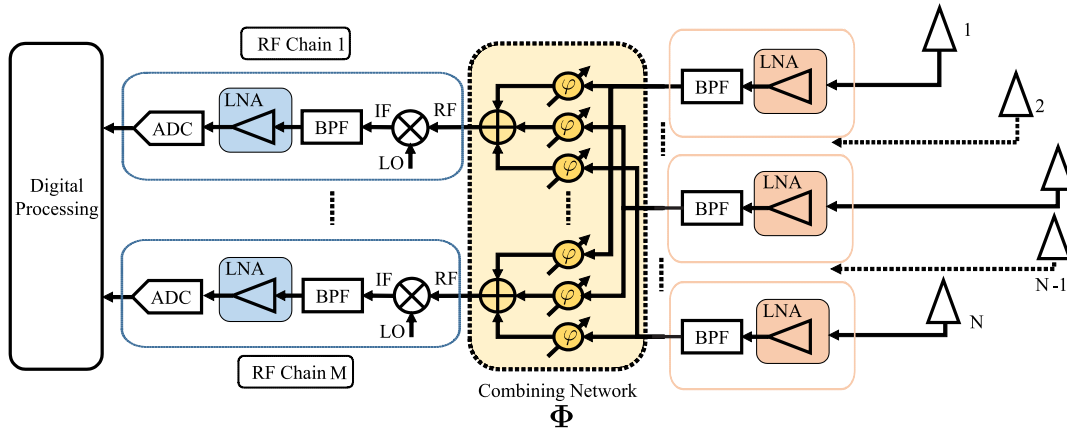 RF Chain 1
LNA
ADC
BPF
IF
RF
LO
φ
φ
φ
BPF
LNA
1
2
Digital
Processing
BPF
LNA
LNA
ADC
BPF
IF
RF
LO
φ
φ
φ
N-1
BPF
LNA
N
RF Chain M
Combining Network
Φ